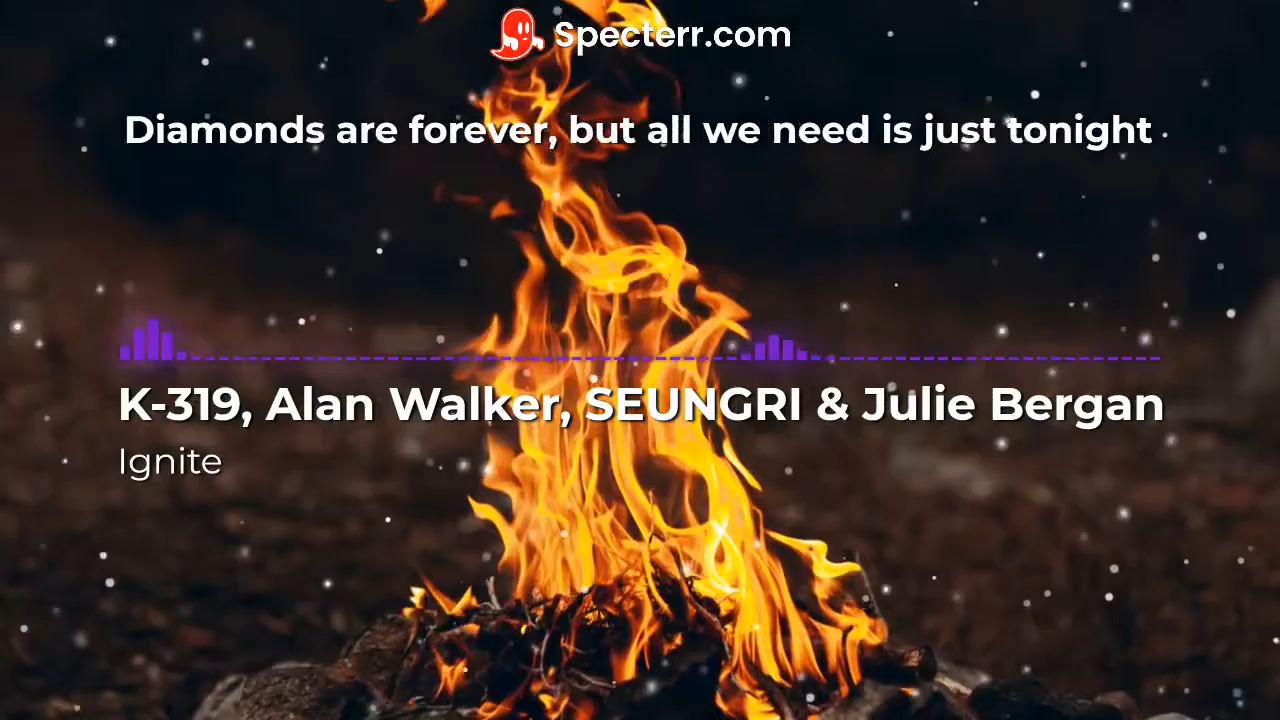 Specterr.com
Diamonds are forever, but all we need is just tonight
K-319, Alan Walker, SEUNGRI & Julie Bergan
Ignite